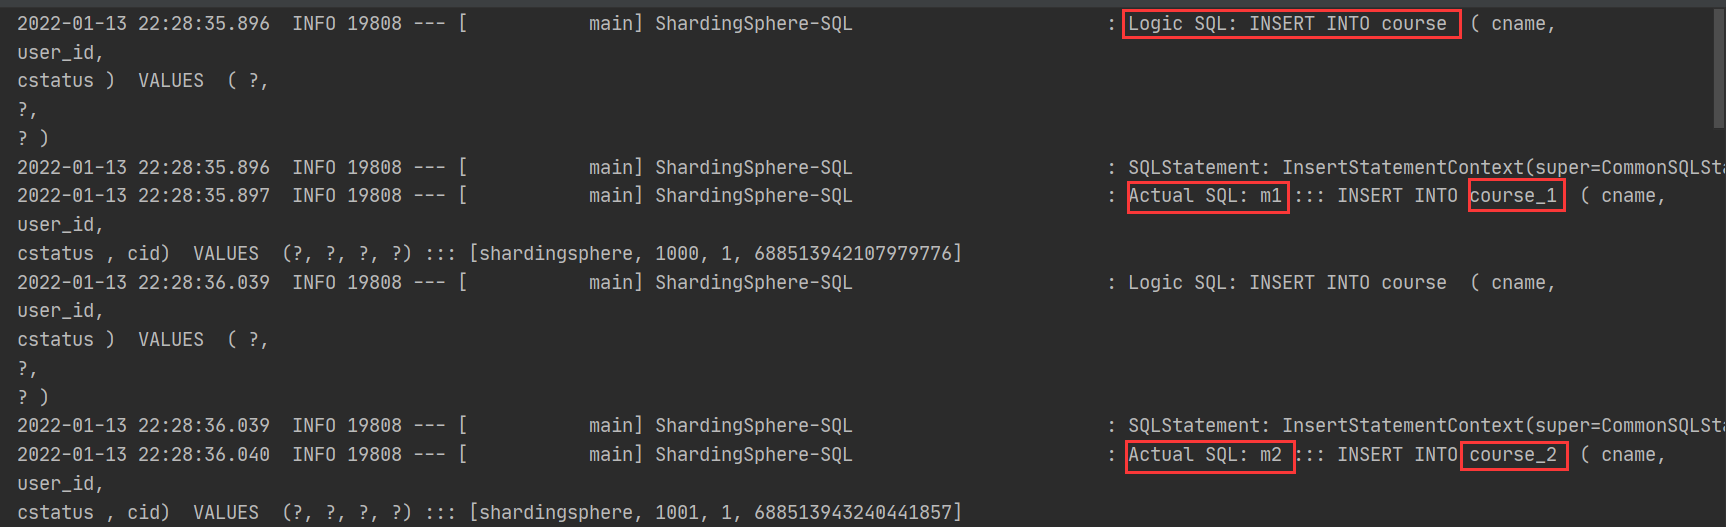 2022-01-13 22:28:35.896  INFO 19808 --- [           main] ShardingSphere-SQL                       : Logic SQL: INSERT INTO course  ( cname,
user_id,
cstatus )  VALUES  ( ?,
?,
? )
2022-01-13 22:28:35.896  INFO 19808 --- [           main] ShardingSphere-SQL                       : SQLStatement: InsertStatementContext(super=CommonSQLSta
2022-01-13 22:28:35.897  INFO 19808 --- [           main] ShardingSphere-SQL                       : Actual SQL: m1 ::: INSERT INTO course_1  ( cname,
user_id,
cstatus , cid)  VALUES  (?, ?, ?, ?) ::: [shardingsphere, 1000, 1, 688513942107979776]
2022-01-13 22:28:36.039  INFO 19808 --- [           main] ShardingSphere-SQL                       : Logic SQL: INSERT INTO course  ( cname,
user_id,
cstatus )  VALUES  ( ?,
?,
? )
2022-01-13 22:28:36.039  INFO 19808 --- [           main] ShardingSphere-SQL                       : SQLStatement: InsertStatementContext(super=CommonSQLSta
2022-01-13 22:28:36.040  INFO 19808 --- [           main] ShardingSphere-SQL                       : Actual SQL: m2 ::: INSERT INTO course_2  ( cname,
user_id,
cstatus , cid)  VALUES  (?, ?, ?, ?) ::: [shardingsphere, 1001, 1, 688513943240441857]